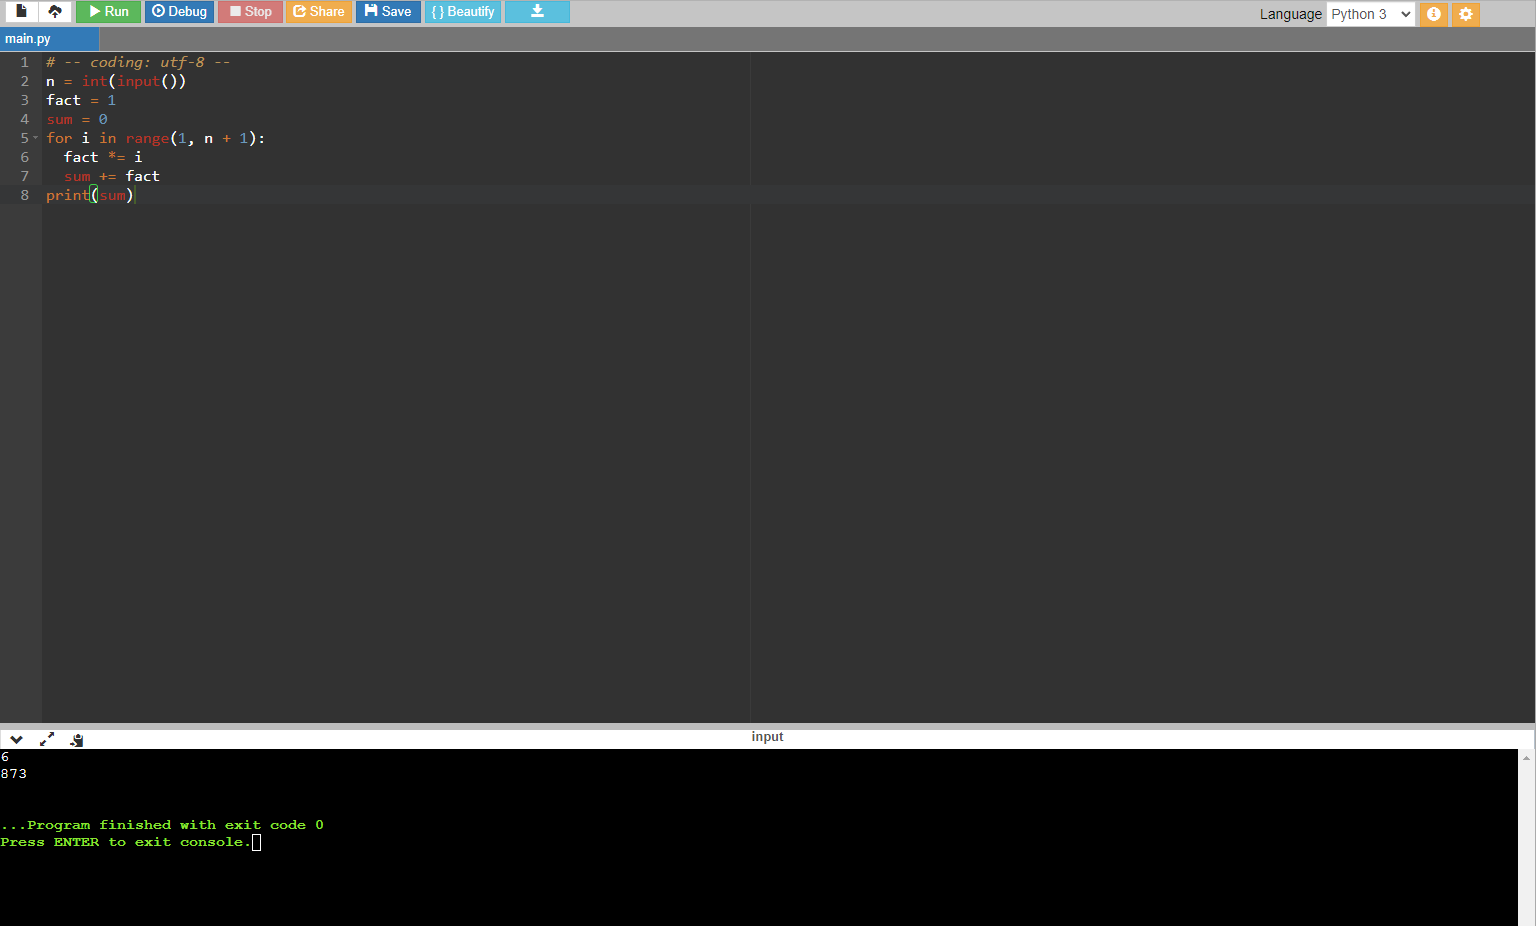 Run Debug Stop Share Save { } Beautify Language Python 3
main.py
1 # -- coding: utf-8 --
2 n = int(input())
3 fact = 1
4 sum = 0
5 for i in range(1, n + 1):
6 fact *= i
7 sum += fact
8 print(sum)
input
6
873
...Program finished with exit code 0
Press ENTER to exit console.